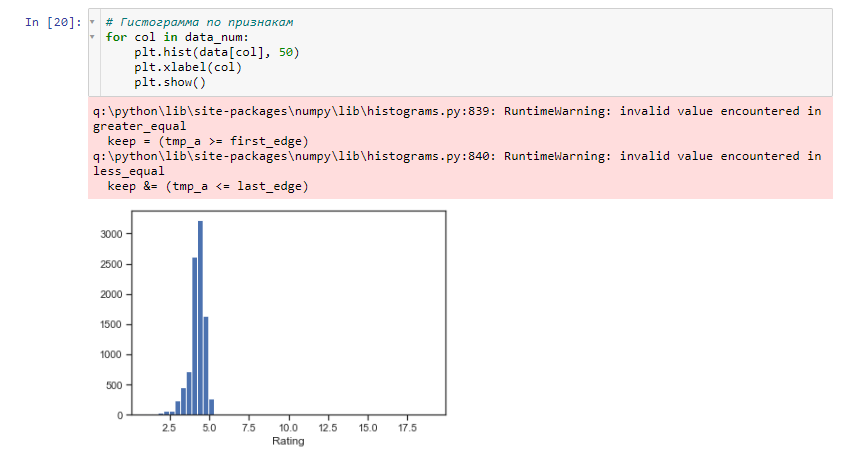 In [20]: # Гистограмма по признакам
for col in data_num:
    plt.hist(data[col], 50)
    plt.xlabel(col)
    plt.show()
q:\python\lib\site-packages\numpy\lib\histograms.py:839: RuntimeWarning: invalid value encountered in
greater_equal
  keep = (tmp_a >= first_edge)
q:\python\lib\site-packages\numpy\lib\histograms.py:840: RuntimeWarning: invalid value encountered in
less_equal
  keep &= (tmp_a <= last_edge)
3000
2500
2000
1500
1000
500
0
2.5 5.0 7.5 10.0 12.5 15.0 17.5
Rating